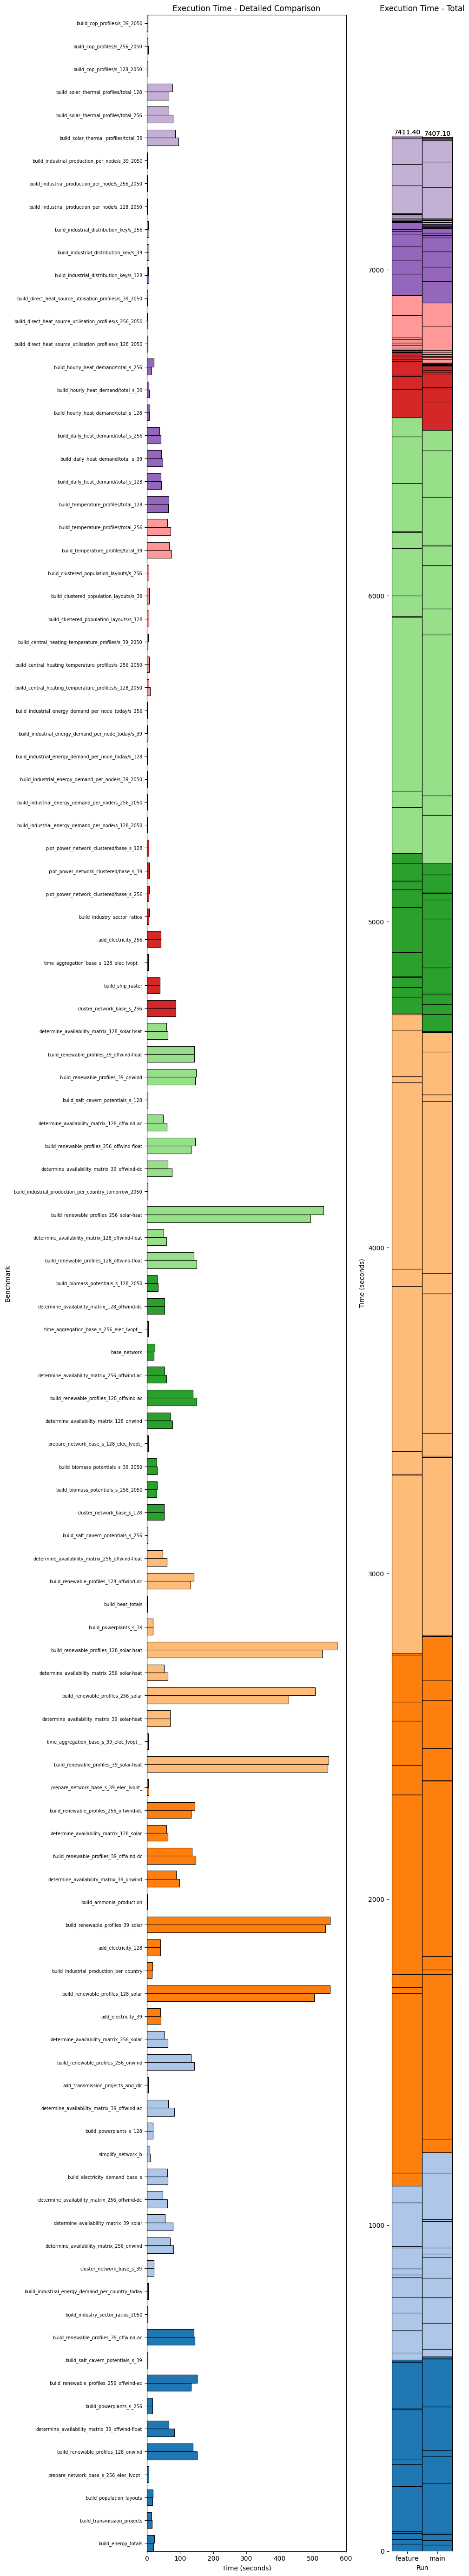 Execution Time - Detailed Comparison
build_cop_profiles/s_39_2050
build_cop_profiles/s_256_2050
build_cop_profiles/s_128_2050
build_solar_thermal_profiles/total_128
build_solar_thermal_profiles/total_256
build_solar_thermal_profiles/total_39
build_industrial_production_per_node/s_39_2050
build_industrial_production_per_node/s_256_2050
build_industrial_production_per_node/s_128_2050
build_industrial_distribution_key/s_256
build_industrial_distribution_key/s_39
build_industrial_distribution_key/s_128
build_direct_heat_source_utilisation_profiles/s_39_2050
build_direct_heat_source_utilisation_profiles/s_256_2050
build_direct_heat_source_utilisation_profiles/s_128_2050
build_hourly_heat_demand/total_s_256
build_hourly_heat_demand/total_s_39
build_hourly_heat_demand/total_s_128
build_daily_heat_demand/total_s_256
build_daily_heat_demand/total_s_39
build_daily_heat_demand/total_s_128
build_temperature_profiles/total_128
build_temperature_profiles/total_256
build_temperature_profiles/total_39
build_clustered_population_layouts/s_256
build_clustered_population_layouts/s_39
build_clustered_population_layouts/s_128
build_central_heating_temperature_profiles/s_39_2050
build_central_heating_temperature_profiles/s_256_2050
build_central_heating_temperature_profiles/s_128_2050
build_industrial_energy_demand_per_node_today/s_256
build_industrial_energy_demand_per_node_today/s_39
build_industrial_energy_demand_per_node_today/s_128
build_industrial_energy_demand_per_node/s_39_2050
build_industrial_energy_demand_per_node/s_256_2050
build_industrial_energy_demand_per_node/s_128_2050
plot_power_network_clustered/base_s_128
plot_power_network_clustered/base_s_39
plot_power_network_clustered/base_s_256
build_industry_sector_ratios
add_electricity_256
time_aggregation_base_s_128_elec_lvopt__
build_ship_raster
cluster_network_base_s_256
determine_availability_matrix_128_solar-hsat
build_renewable_profiles_39_offwind-float
build_renewable_profiles_39_onwind
build_salt_cavern_potentials_s_128
determine_availability_matrix_128_offwind-ac
build_renewable_profiles_256_offwind-float
determine_availability_matrix_39_offwind-dc
build_industrial_production_per_country_tomorrow_2050
build_renewable_profiles_256_solar-hsat
determine_availability_matrix_128_offwind-float
build_renewable_profiles_128_offwind-float
build_biomass_potentials_s_128_2050
determine_availability_matrix_128_offwind-dc
time_aggregation_base_s_256_elec_lvopt__
base_network
determine_availability_matrix_256_offwind-ac
build_renewable_profiles_128_offwind-ac
determine_availability_matrix_128_onwind
prepare_network_base_s_128_elec_lvopt_
build_biomass_potentials_s_39_2050
build_biomass_potentials_s_256_2050
cluster_network_base_s_128
build_salt_cavern_potentials_s_256
determine_availability_matrix_256_offwind-float
build_renewable_profiles_128_offwind-dc
build_heat_totals
build_powerplants_s_39
build_renewable_profiles_128_solar-hsat
determine_availability_matrix_256_solar-hsat
build_renewable_profiles_256_solar
determine_availability_matrix_39_solar-hsat
time_aggregation_base_s_39_elec_lvopt__
build_renewable_profiles_39_solar-hsat
prepare_network_base_s_39_elec_lvopt_
build_renewable_profiles_256_offwind-dc
determine_availability_matrix_128_solar
build_renewable_profiles_39_offwind-dc
determine_availability_matrix_39_onwind
build_ammonia_production
build_renewable_profiles_39_solar
add_electricity_128
build_industrial_production_per_country
build_renewable_profiles_128_solar
add_electricity_39
determine_availability_matrix_256_solar
build_renewable_profiles_256_onwind
add_transmission_projects_and_dlr
determine_availability_matrix_39_offwind-ac
build_powerplants_s_128
simplify_network_b
build_electricity_demand_base_s
determine_availability_matrix_256_offwind-dc
determine_availability_matrix_39_solar
determine_availability_matrix_256_onwind
cluster_network_base_s_39
build_industrial_energy_demand_per_country_today
build_industry_sector_ratios_2050
build_renewable_profiles_39_offwind-ac
build_salt_cavern_potentials_s_39
build_renewable_profiles_256_offwind-ac
build_powerplants_s_256
determine_availability_matrix_39_offwind-float
build_renewable_profiles_128_onwind
prepare_network_base_s_256_elec_lvopt_
build_population_layouts
build_transmission_projects
build_energy_totals
Benchmark
0 100 200 300 400 500 600
Time (seconds)
Execution Time - Total
7411.40 7407.10
7000
6000
5000
4000
3000
2000
1000
0
Time (seconds)
feature main
Run